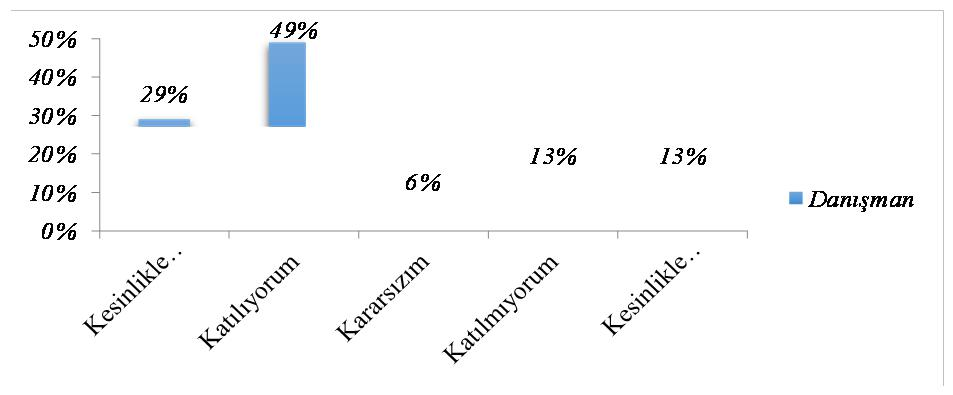 50%
40%
30%
20%
10%
0%
29%
49%
6%
13%
13%
Kesinlikle..
Katılıyorum
Kararsızım
Katılmıyorum
Kesinlikle..
Danışman